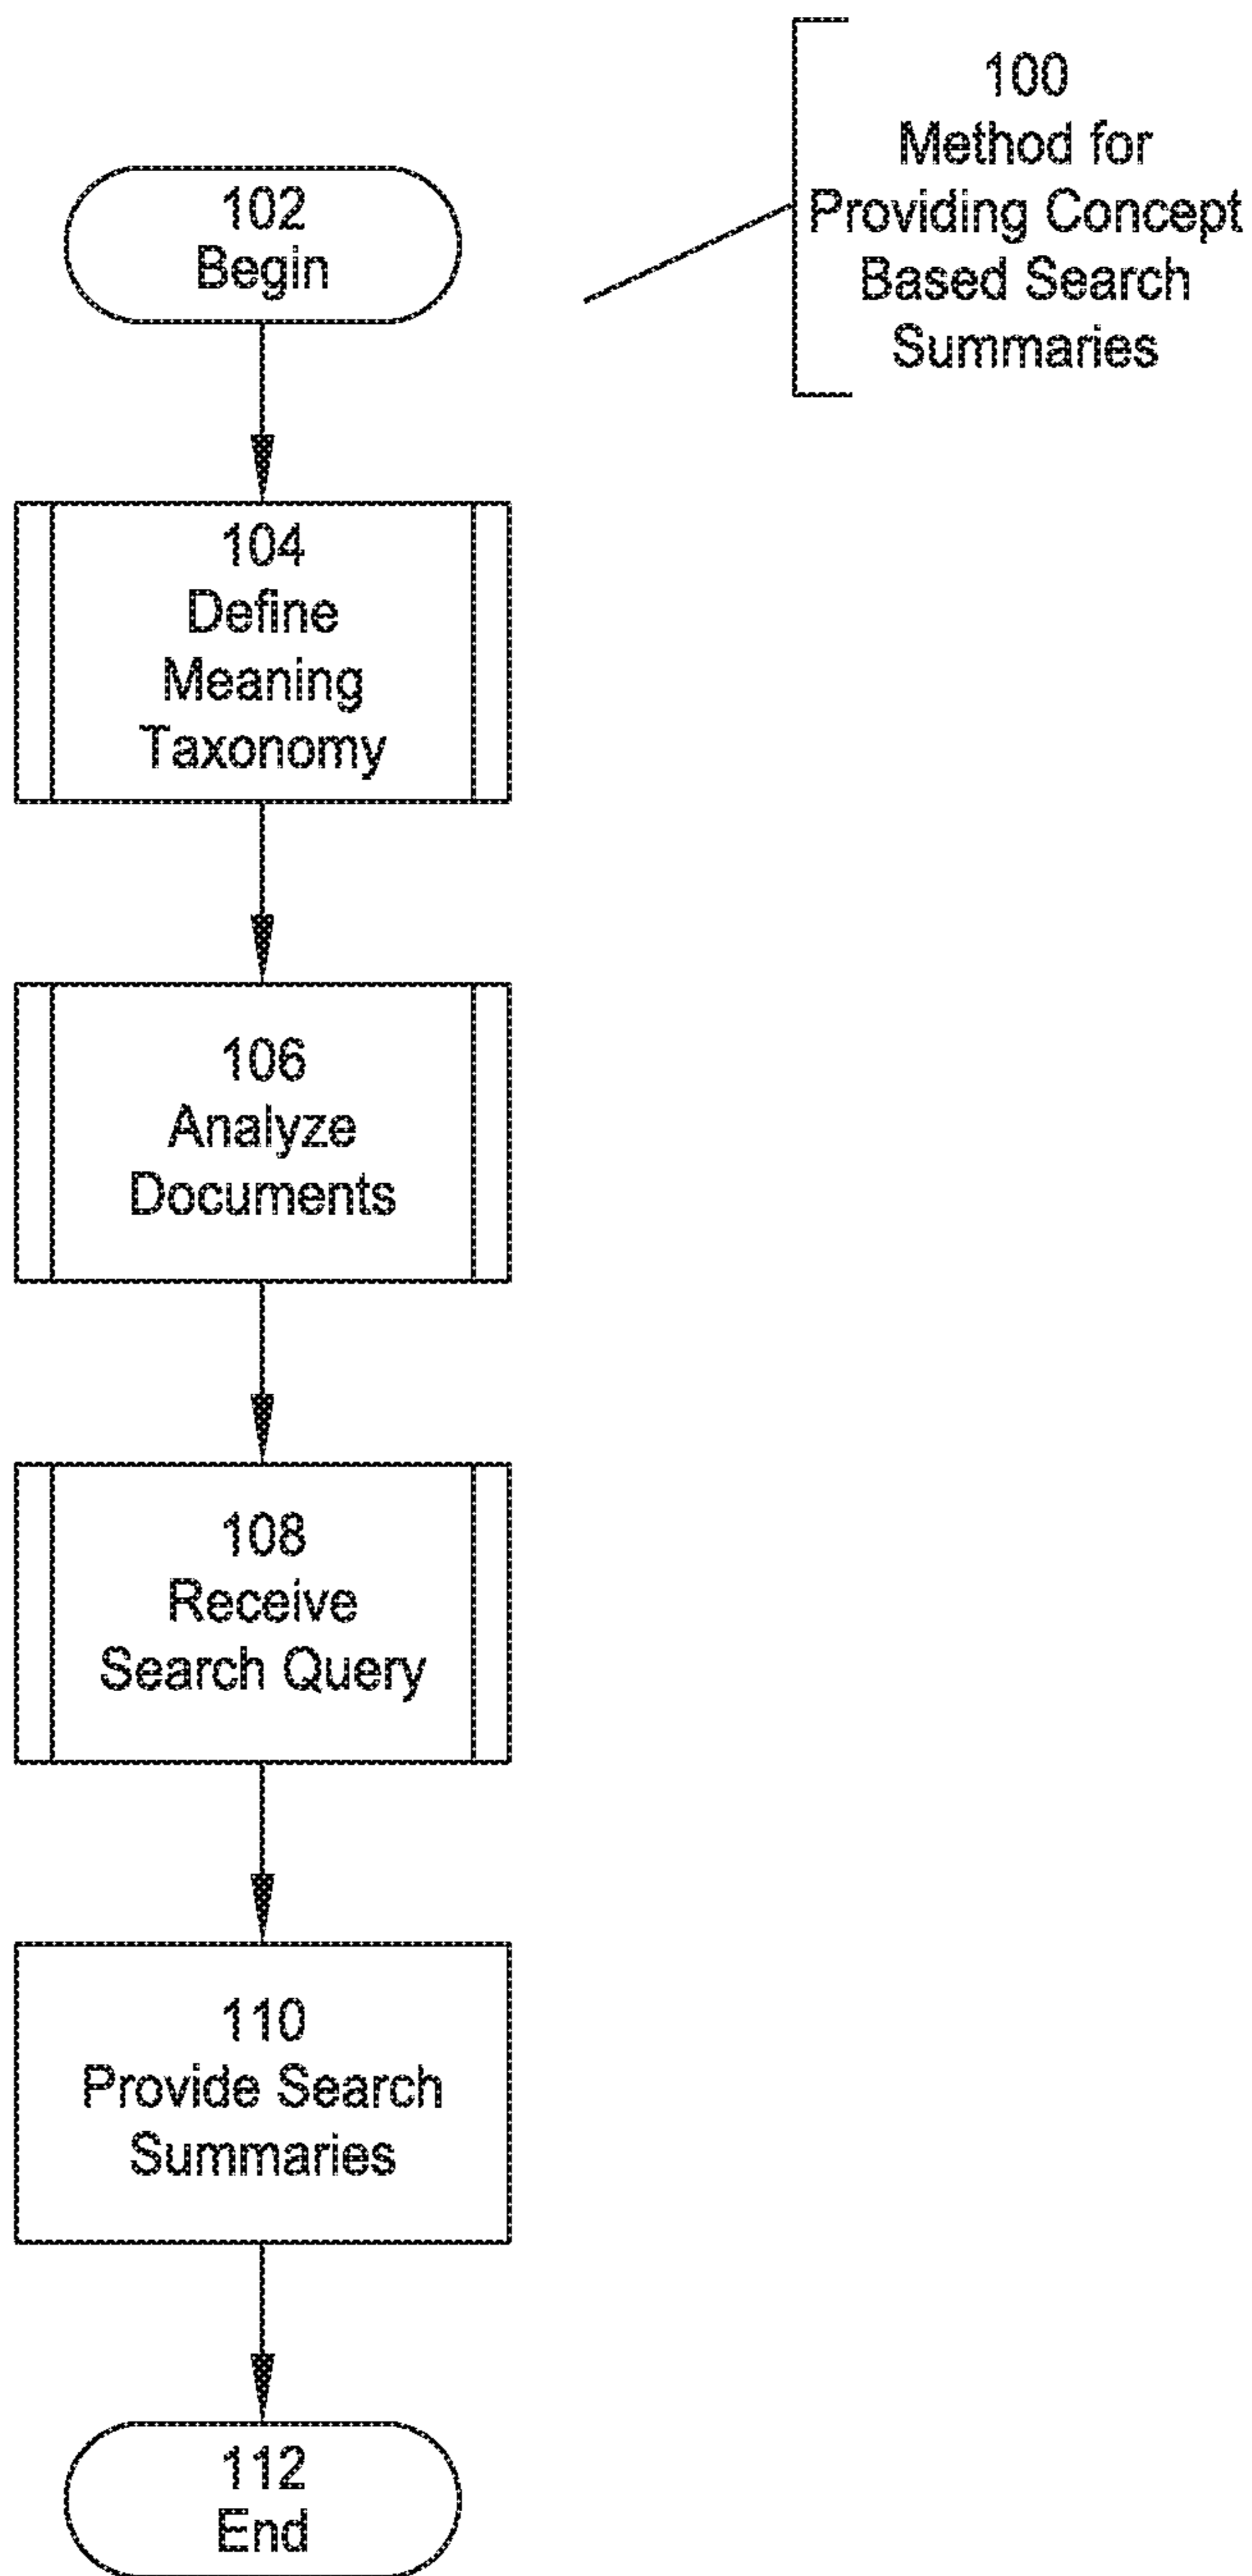 100
Method for
Providing Concept
Based Search
Summaries
102
Begin
104
Define
Meaning
Taxonomy
106
Analyze
Documents
108
Receive
Search Query
110
Provide Search
Summaries
112
End